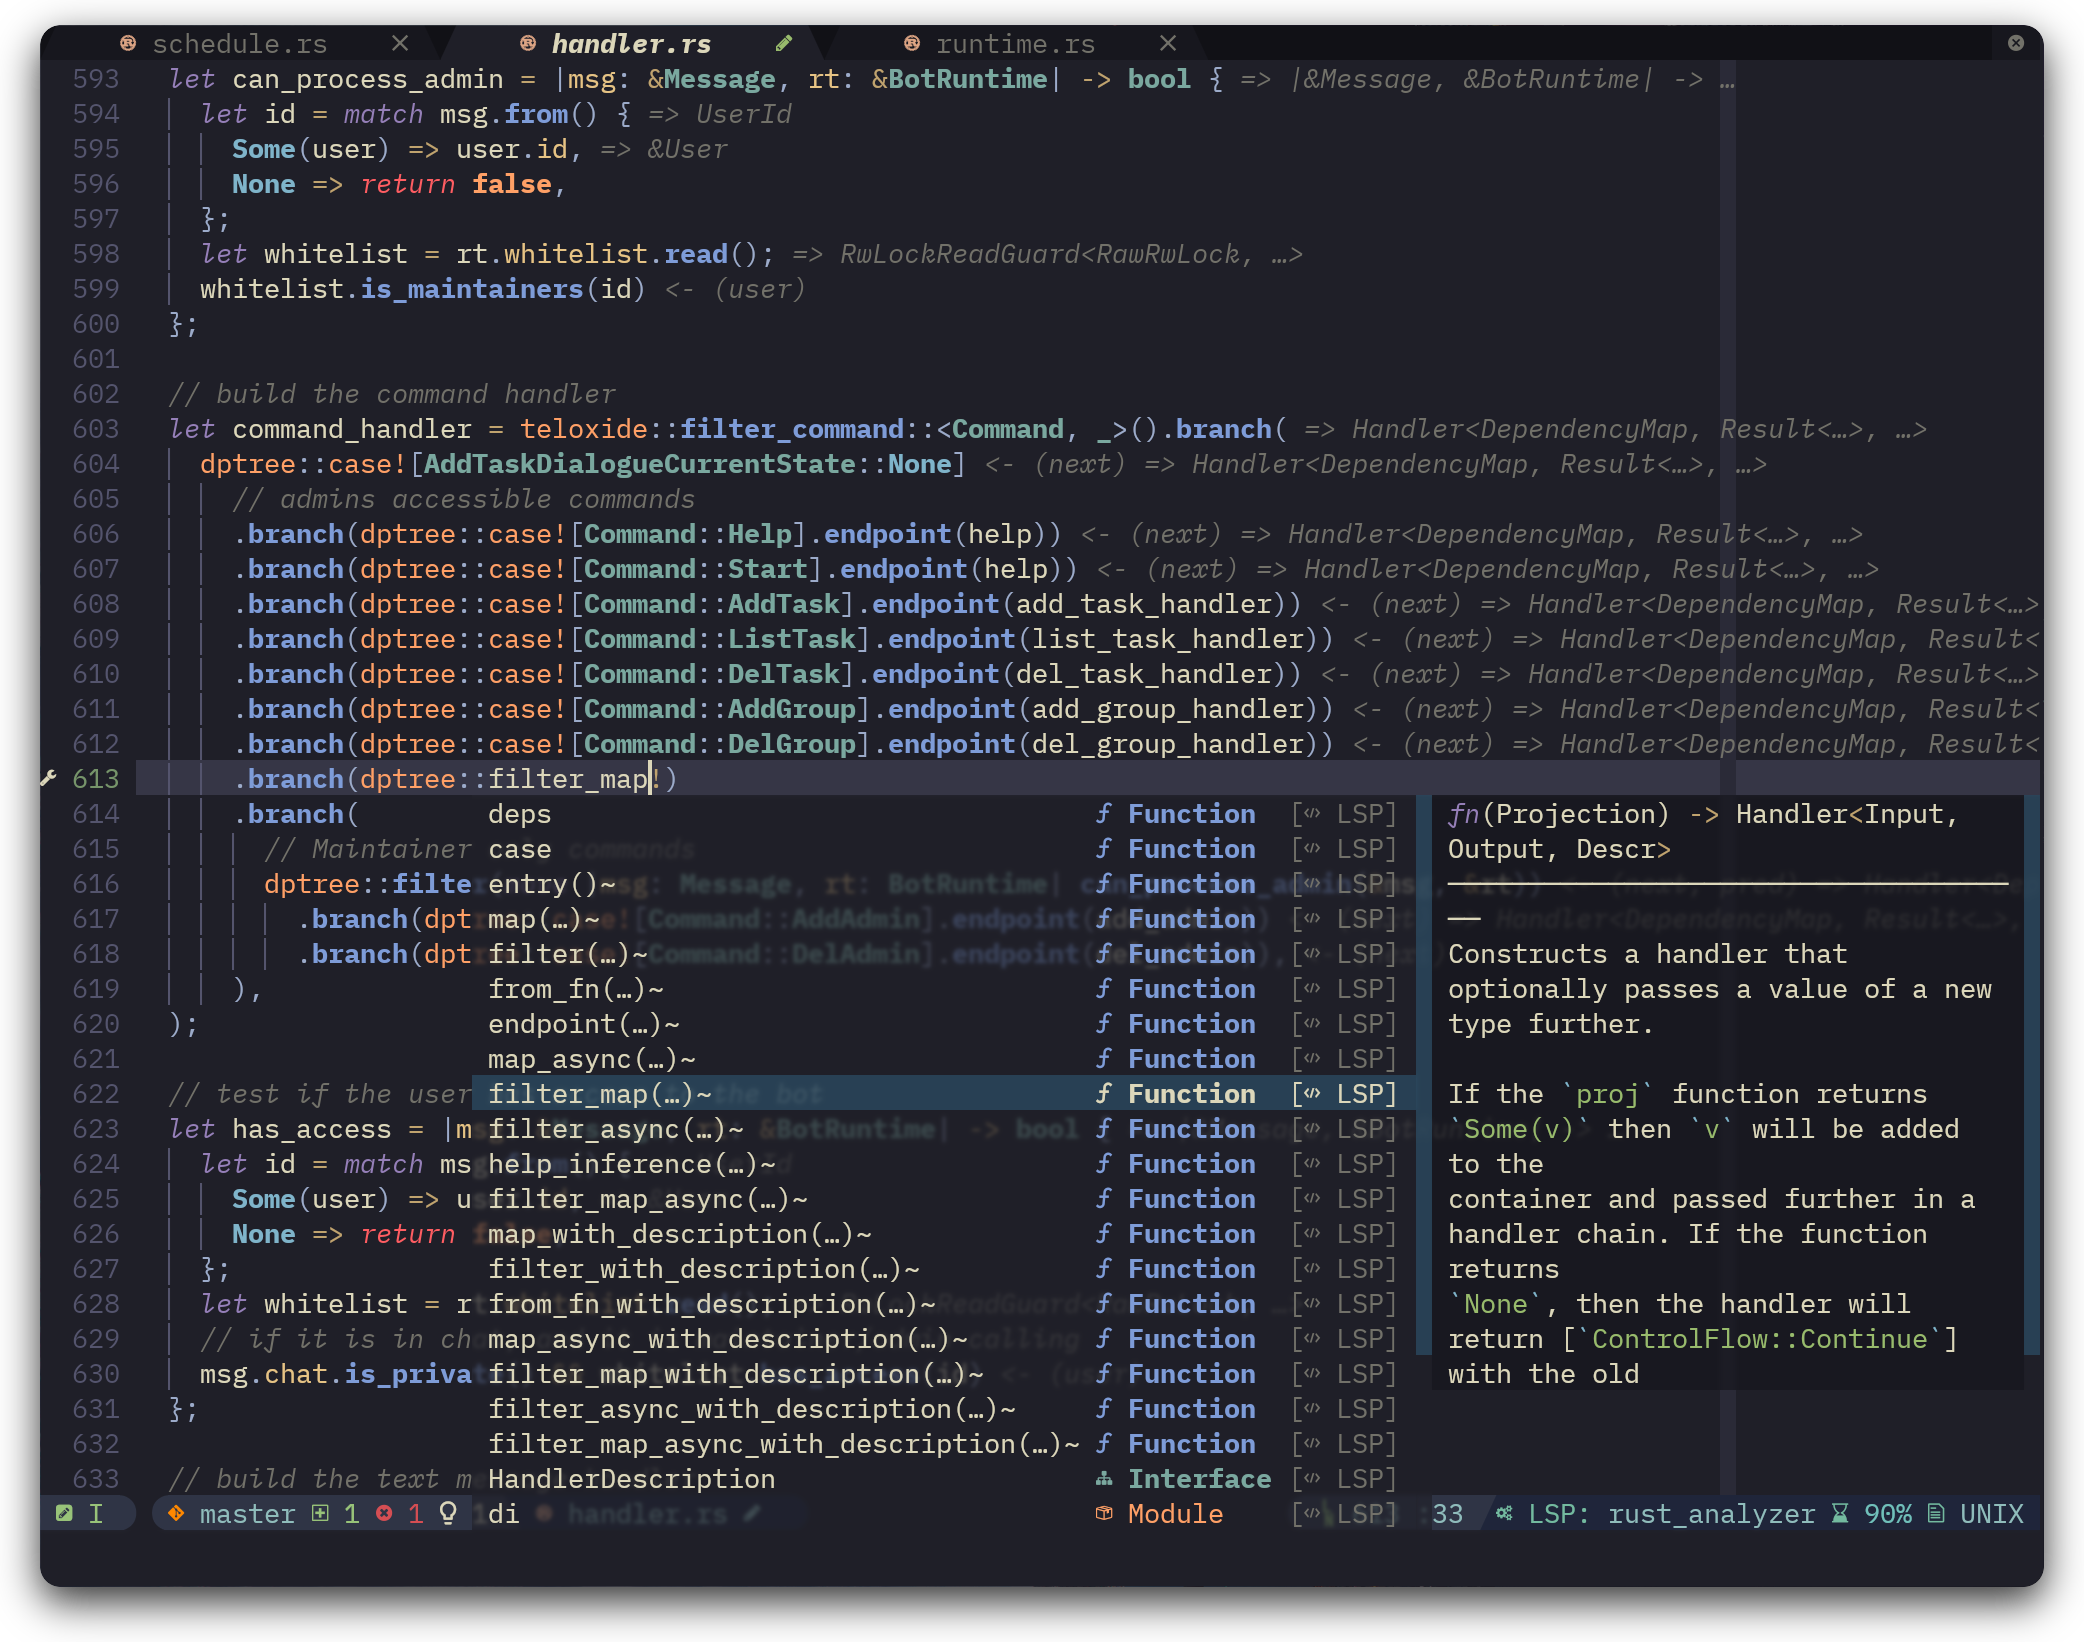 schedule.rs
handler.rs
runtime.rs
593 let can_process_admin = |msg: &Message, rt: &BotRuntime| -> bool { => |&Message, &BotRuntime| -> …
594 let id = match msg.from() { => UserId
595 Some(user) => user.id, => &User
596 None => return false,
597 };
598 let whitelist = rt.whitelist.read(); => RwLockReadGuard<RawRwLock, …>
599 whitelist.is_maintainers(id) <- (user)
600 };
601
602 // build the command handler
603 let command_handler = teloxide::filter_command::<Command, _>().branch( => Handler<DependencyMap, Result<…>, …>
604 dptree::case![AddTaskDialogueCurrentState::None] <- (next) => Handler<DependencyMap, Result<…>, …>
605 // admins accessible commands
606 .branch(dptree::case![Command::Help].endpoint(help)) <- (next) => Handler<DependencyMap, Result<…>, …>
607 .branch(dptree::case![Command::Start].endpoint(help)) <- (next) => Handler<DependencyMap, Result<…>, …>
608 .branch(dptree::case![Command::AddTask].endpoint(add_task_handler)) <- (next) => Handler<DependencyMap, Result<…>
609 .branch(dptree::case![Command::ListTask].endpoint(list_task_handler)) <- (next) => Handler<DependencyMap, Result<
610 .branch(dptree::case![Command::DelTask].endpoint(del_task_handler)) <- (next) => Handler<DependencyMap, Result<…>
611 .branch(dptree::case![Command::AddGroup].endpoint(add_group_handler)) <- (next) => Handler<DependencyMap, Result<
612 .branch(dptree::case![Command::DelGroup].endpoint(del_group_handler)) <- (next) => Handler<DependencyMap, Result<
613 .branch(dptree::filter_map!)
614 .branch(
615 // Maintainer
616 dptree::filte
617 .branch(dpt
618 .branch(dpt
619 ),
620 );
621
622 // test if the user
623 let has_access = |m
624 let id = match ms
625 Some(user) => u
626 None => return
627 };
628 let whitelist = r
629 // if it is in cha
630 msg.chat.is_priva
631 };
632
633 // build the text m
deps ƒ Function [LSP]
case ƒ Function [LSP]
entry()~ ƒ Function [LSP]
map(…)~ ƒ Function [LSP]
filter(…)~ ƒ Function [LSP]
from_fn(…)~ ƒ Function [LSP]
endpoint(…)~ ƒ Function [LSP]
map_async(…)~ ƒ Function [LSP]
filter_map(…)~ ƒ Function [LSP]
filter_async(…)~ ƒ Function [LSP]
help_inference(…)~ ƒ Function [LSP]
filter_map_async(…)~ ƒ Function [LSP]
map_with_description(…)~ ƒ Function [LSP]
filter_with_description(…)~ ƒ Function [LSP]
from_fn_with_description(…)~ ƒ Function [LSP]
map_async_with_description(…)~ ƒ Function [LSP]
filter_map_with_description(…)~ ƒ Function [LSP]
filter_async_with_description(…)~ ƒ Function [LSP]
filter_map_async_with_description(…)~ ƒ Function [LSP]
HandlerDescription Interface [LSP]
di Module [LSP]
fn(Projection) -> Handler<Input,
Output, Descr>
Constructs a handler that
optionally passes a value of a new
type further.
If the `proj` function returns
`Some(v)` then `v` will be added
to the
container and passed further in a
handler chain. If the function
returns
`None`, then the handler will
return [`ControlFlow::Continue`]
with the old
I master 1 1 33 LSP: rust_analyzer 90% UNIX